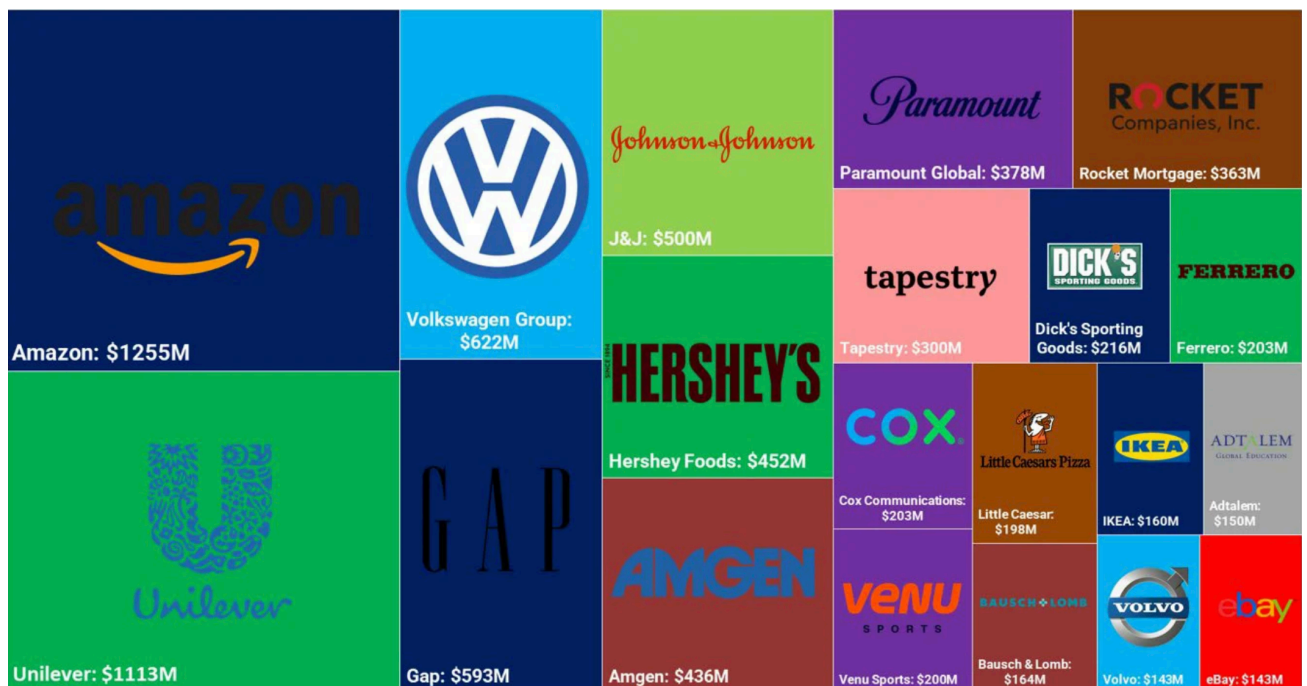 amazon
Amazon: $1255M
Unilever
Unilever: $1113M
Volkswagen Group:
$622M
GAP
Gap: $593M
Johnson&Johnson
J&J: $500M
SINCE 1894
HERSHEY'S
Hershey Foods: $452M
AMGEN
Amgen: $436M
Paramount
Paramount Global: $378M
ROCKET
Companies, Inc.
Rocket Mortgage: $363M
tapestry
Tapestry: $300M
DICK'S
SPORTING GOODS
Dick's Sporting
Goods: $216M
FERRERO
Ferrero: $203M
COX
Cox Communications:
$203M
Little Caesars Pizza
Little Caesar:
$198M
IKEA
IKEA: $160M
ADTALEM
GLOBAL EDUCATION
Adtalem:
$150M
venu
SPORTS
Venu Sports: $200M
BAUSCH+LOMB
Bausch & Lomb:
$164M
VOLVO
Volvo: $143M
ebay
eBay: $143M